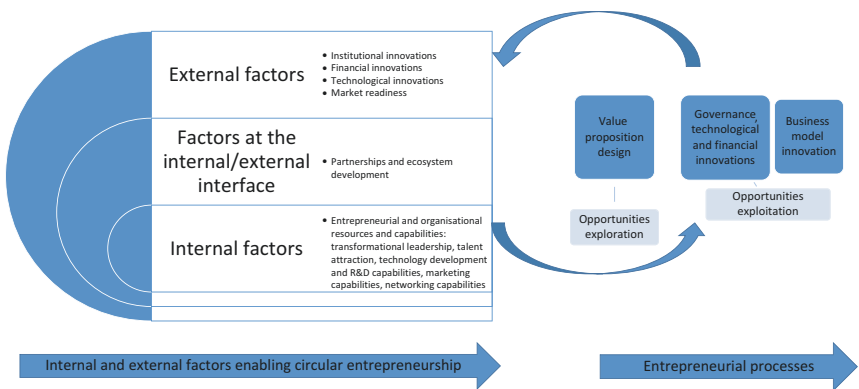 External factors
• Institutional innovations
• Financial innovations
• Technological innovations
• Market readiness
Factors at the
internal/external
interface
• Partnerships and ecosystem
development
Internal factors
• Entrepreneurial and organisational
resources and capabilities:
transformational leadership, talent
attraction, technology development
and R&D capabilities, marketing
capabilities, networking capabilities
Value
proposition
design
Opportunities
exploration
Governance,
technological
and financial
innovations
Business
model
innovation
Opportunities
exploitation
Internal and external factors enabling circular entrepreneurship
Entrepreneurial processes